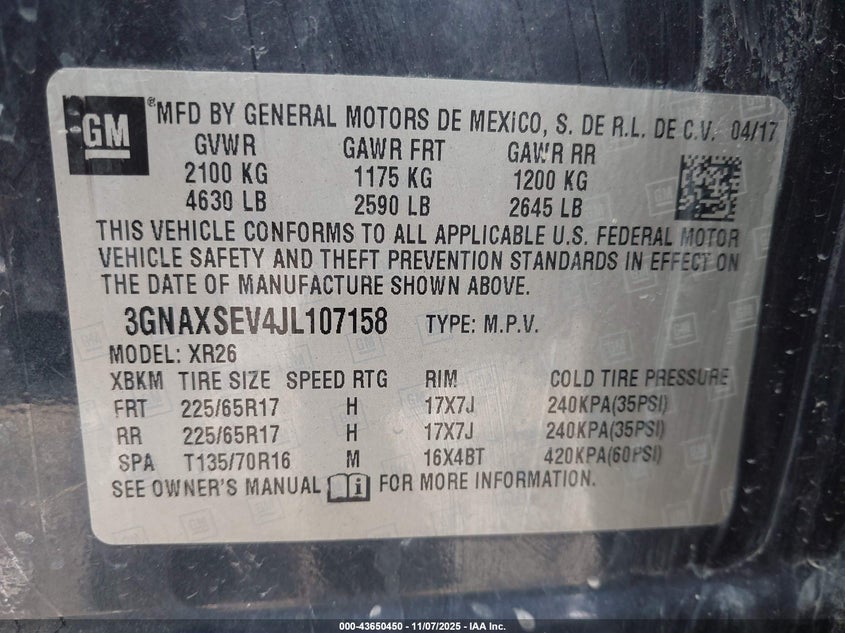 GM
®MFD BY GENERAL MOTORS DE MEXICO, S. DE R.L. DE C.V. 04/17
GVWR GAWR FRT GAWR RR
2100 KG 1175 KG 1200 KG
4630 LB 2590 LB 2645 LB
THIS VEHICLE CONFORMS TO ALL APPLICABLE U.S. FEDERAL MOTOR
VEHICLE SAFETY AND THEFT PREVENTION STANDARDS IN EFFECT ON
THE DATE OF MANUFACTURE SHOWN ABOVE.
3GNAXSEV4JL107158 TYPE: M.P.V.
MODEL: XR26
XBKM TIRE SIZE SPEED RTG RIM COLD TIRE PRESSURE
FRT 225/65R17 H 17X7J 240KPA(35PSI)
RR 225/65R17 H 17X7J 240KPA(35PSI)
SPA T135/70R16 M 16X4BT 420KPA(60PSI)
SEE OWNER'S MANUAL i FOR MORE INFORMATION.
000-43650450 | 11/07/2025 - IAA Inc.